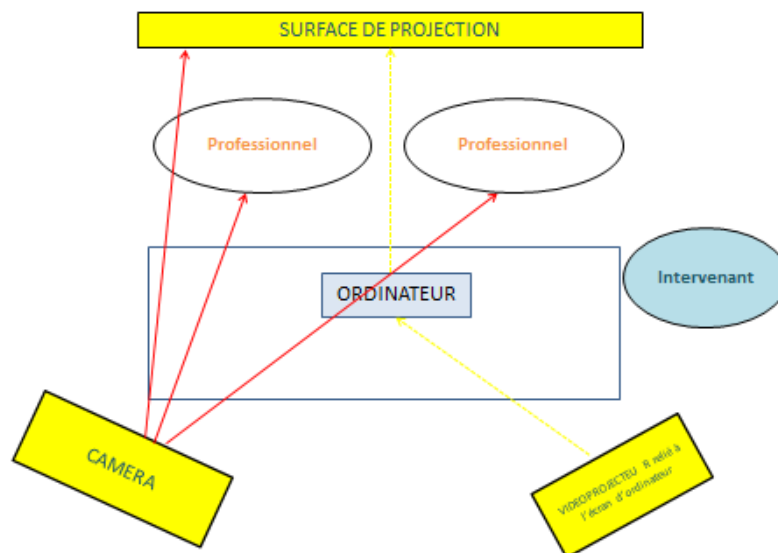 SURFACE DE PROJECTION
Professionnel
Professionnel
Intervenant
ORDINATEUR
CAMERA
VIDEOPROJECTEU R relié à
l'écran d'ordinateur